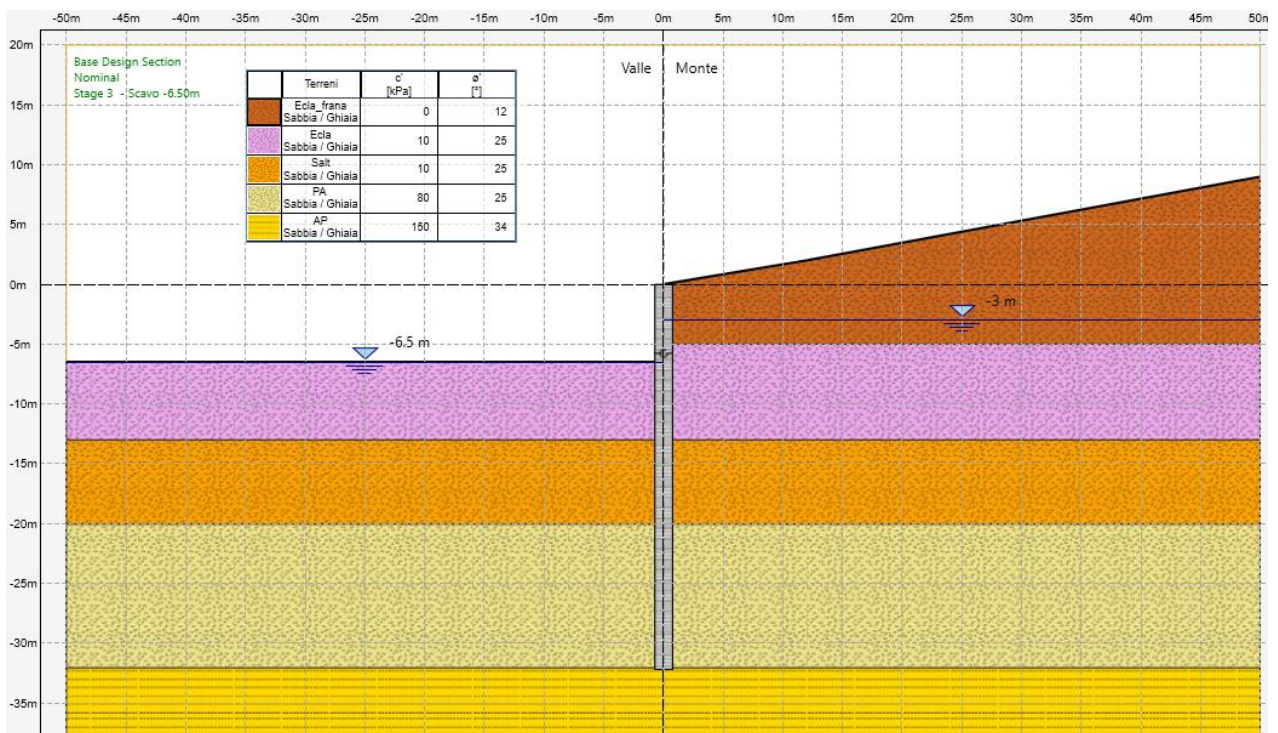 -50m -45m -40m -35m -30m -25m -20m -15m -10m -5m 0m 5m 10m 15m 20m 25m 30m 35m 40m 45m 50m
20m
Base Design Section
Nominal
Stage 3 - Scavo -6.50m
Valle Monte
Terreni c' ø'
[kPa] [°]
Ecla_frana
Sabbia / Ghiaia 0 12
Ecla
Sabbia / Ghiaia 10 25
Salt
Sabbia / Ghiaia 10 25
PA
Sabbia / Ghiaia 80 25
AP
Sabbia / Ghiaia 150 34
15m
10m
5m
0m
-3 m
-5m
-6.5 m
-10m
-15m
-20m
-25m
-30m
-35m